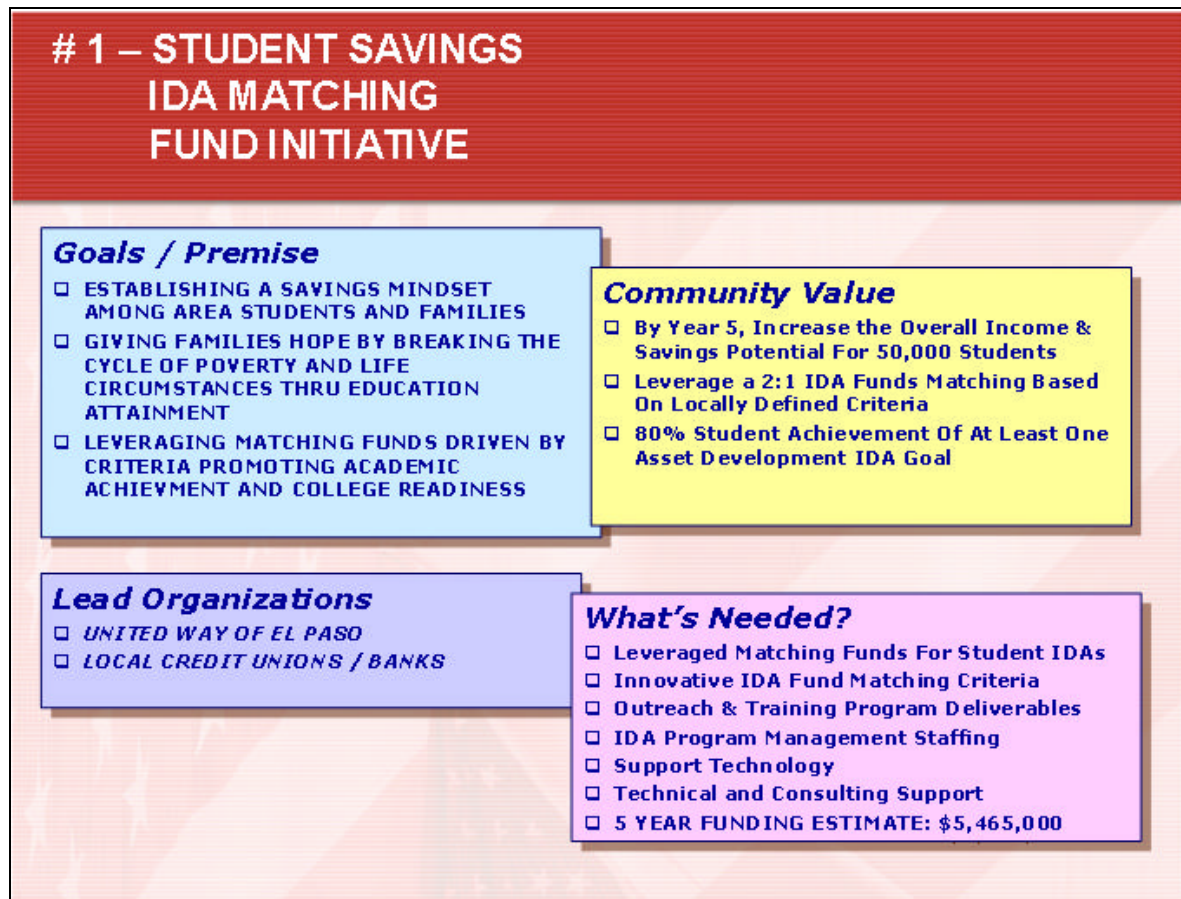 # 1 – STUDENT SAVINGS
IDA MATCHING
FUND INITIATIVE
Goals / Premise
ESTABLISHING A SAVINGS MINDSET
AMONG AREA STUDENTS AND FAMILIES
GIVING FAMILIES HOPE BY BREAKING THE
CYCLE OF POVERTY AND LIFE
CIRCUMSTANCES THRU EDUCATION
ATTAINMENT
LEVERAGING MATCHING FUNDS DRIVEN BY
CRITERIA PROMOTING ACADEMIC
ACHIEVMENT AND COLLEGE READINESS
Community Value
By Year 5, Increase the Overall Income &
Savings Potential For 50,000 Students
Leverage a 2:1 IDA Funds Matching Based
On Locally Defined Criteria
80% Student Achievement Of At Least One
Asset Development IDA Goal
Lead Organizations
UNITED WAY OF EL PASO
LOCAL CREDIT UNIONS / BANKS
What's Needed?
Leveraged Matching Funds For Student IDAs
Innovative IDA Fund Matching Criteria
Outreach & Training Program Deliverables
IDA Program Management Staffing
Support Technology
Technical and Consulting Support
5 YEAR FUNDING ESTIMATE: $5,465,000